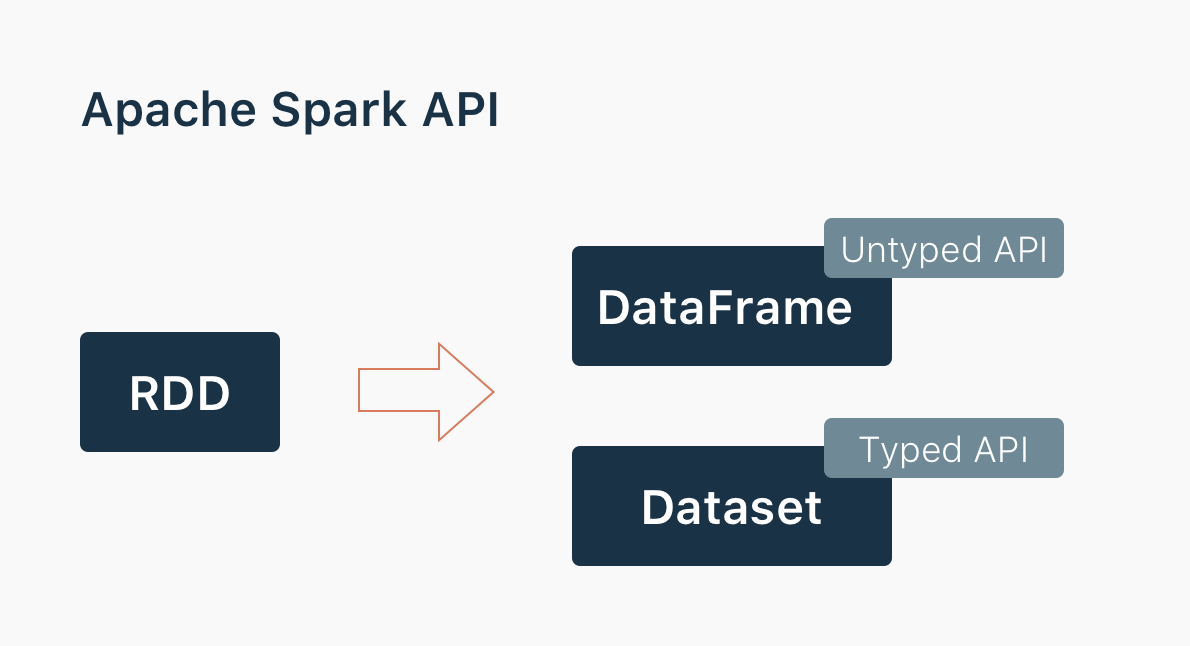 Apache Spark API
RDD
Untyped API
DataFrame
Typed API
Dataset